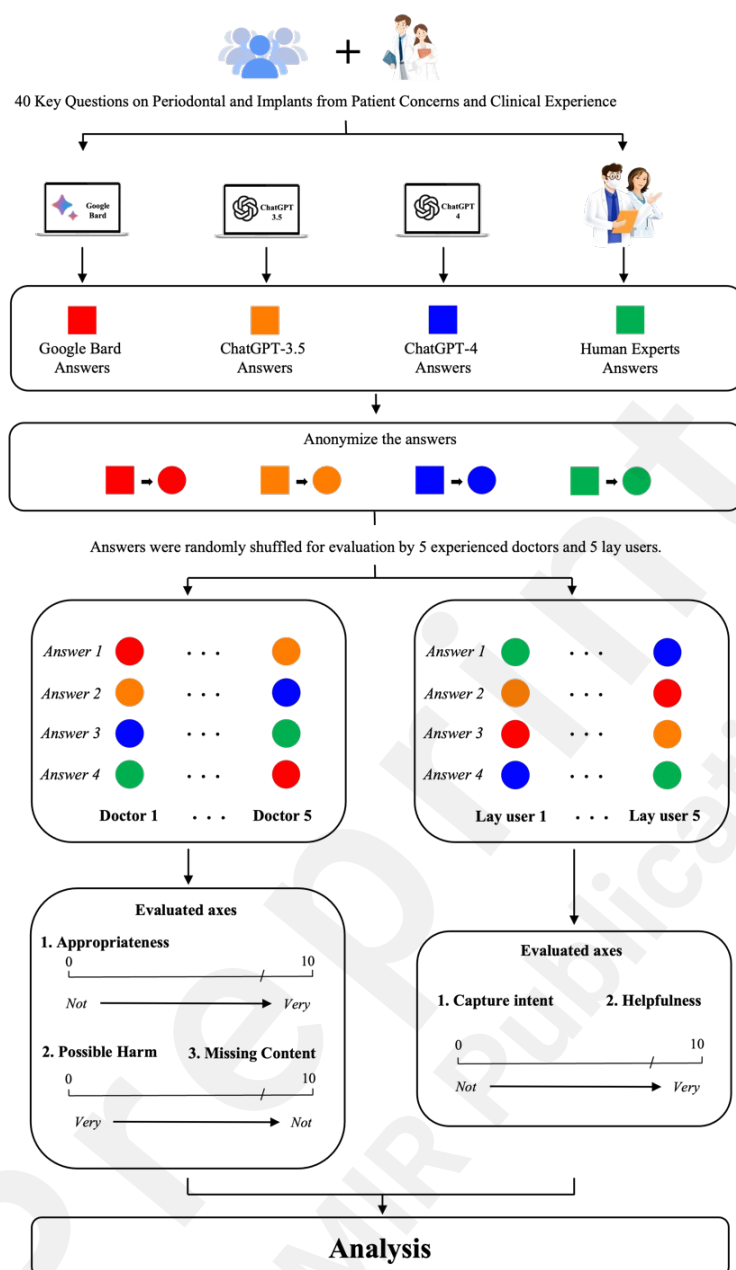 40 Key Questions on Periodontal and Implants from Patient Concerns and Clinical Experience
Google Bard
ChatGPT 3.5
ChatGPT 4
Google Bard Answers
ChatGPT-3.5 Answers
ChatGPT-4 Answers
Human Experts Answers
Anonymize the answers
Answers were randomly shuffled for evaluation by 5 experienced doctors and 5 lay users.
Answer 1 . . .
Answer 2 . . .
Answer 3 . . .
Answer 4 . . .
Doctor 1 . . . Doctor 5
Answer 1 . . .
Answer 2 . . .
Answer 3 . . .
Answer 4 . . .
Lay user 1 . . . Lay user 5
Evaluated axes
1. Appropriateness
0 10
Not Very
2. Possible Harm 3. Missing Content
0 10
Very Not
Evaluated axes
1. Capture intent 2. Helpfulness
0 10
Not Very
Analysis
Preprint